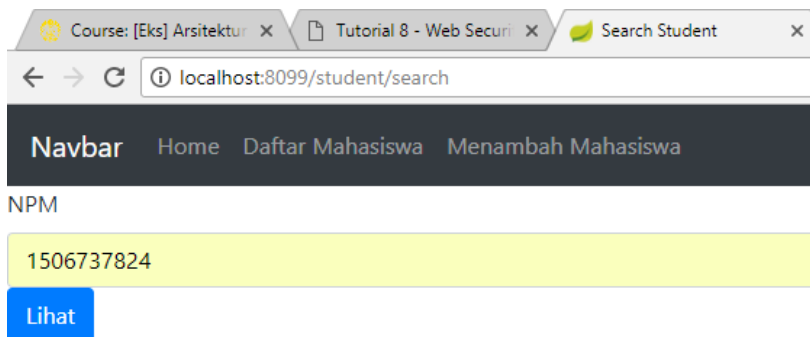 Course: [Eks] Arsitektur Tutorial 8 - Web Securi Search Student
localhost:8099/student/search
Navbar Home Daftar Mahasiswa Menambah Mahasiswa
NPM
1506737824
Lihat